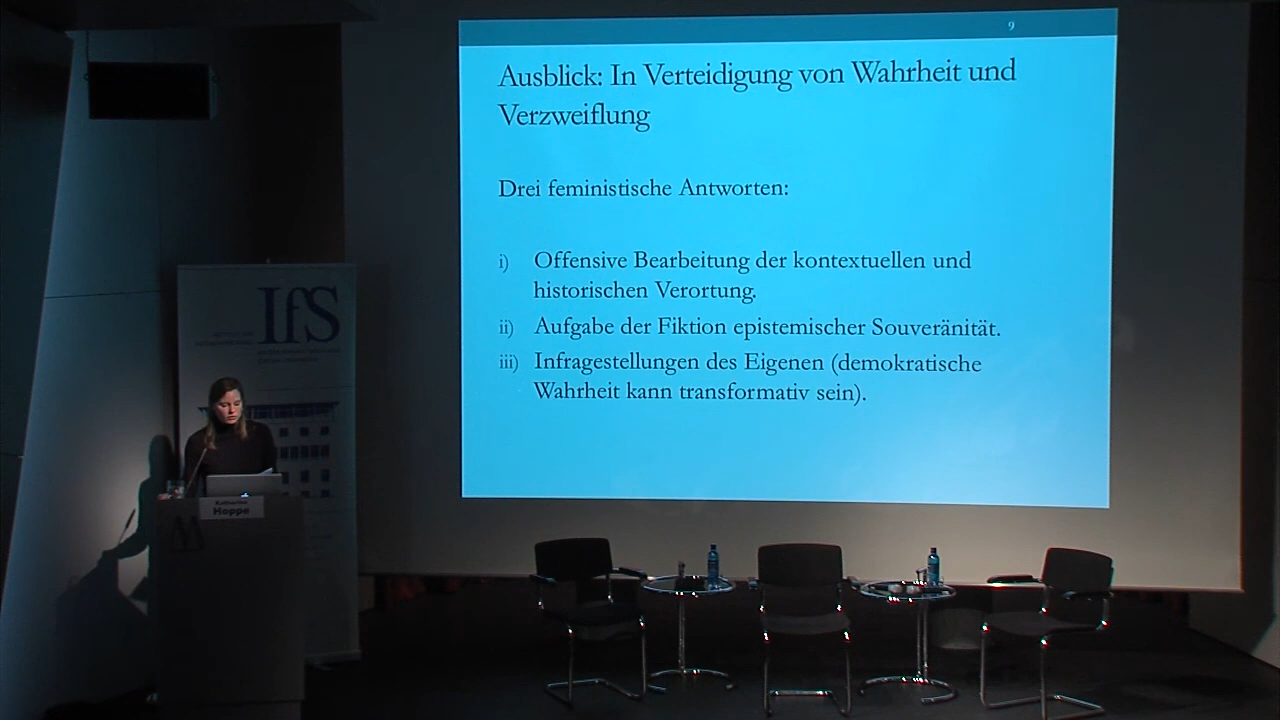 9
Ausblick: In Verteidigung von Wahrheit und
Verzweiflung
Drei feministische Antworten:
i) Offensive Bearbeitung der kontextuellen und
historischen Verortung.
ii) Aufgabe der Fiktion epistemischer Souveränität.
iii) Infragestellungen des Eigenen (demokratische
Wahrheit kann transformativ sein).
IfS
Katharina
Hoppe